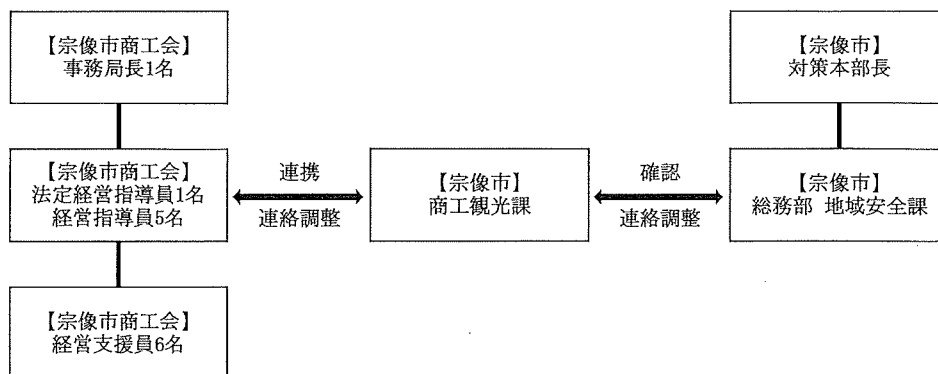 【宗像市商工会】
事務局長1名
【宗像市】
対策本部長
【宗像市商工会】
法定経営指導員1名
経営指導員5名
連携
連絡調整
【宗像市】
商工観光課
確認
連絡調整
【宗像市】
総務部 地域安全課
【宗像市商工会】
経営支援員6名